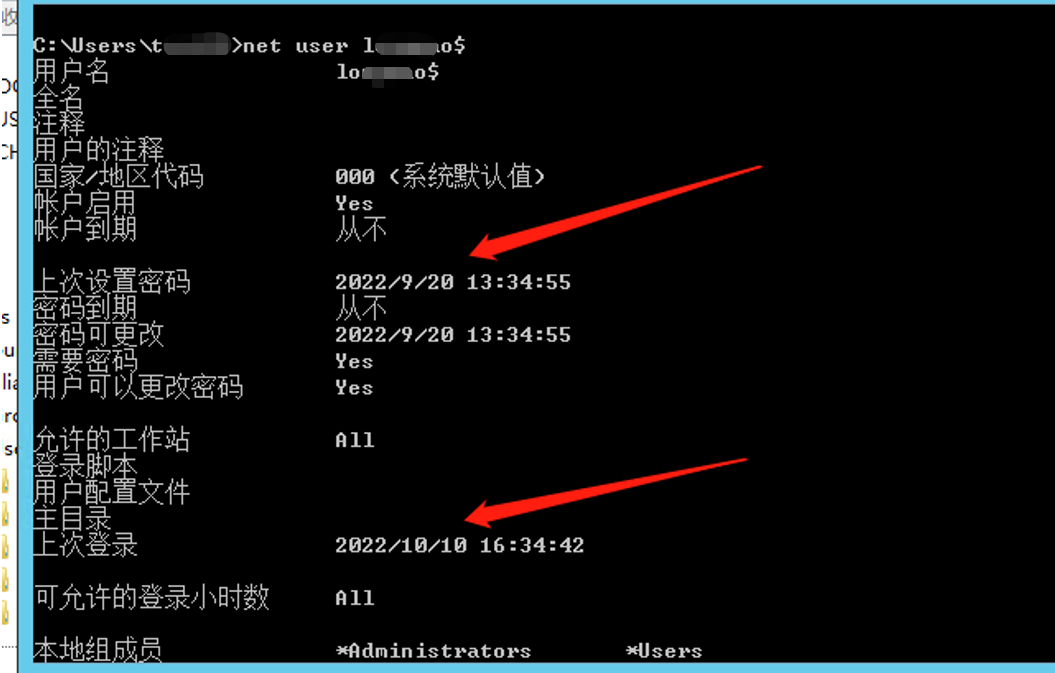 C:\Users\t >net user l o$
用户名 lo o$
全名
注释
用户的注释
国家/地区代码 000 (系统默认值)
帐户启用 Yes
帐户到期 从不
上次设置密码 2022/9/20 13:34:55
密码到期 从不
密码可更改 2022/9/20 13:34:55
需要密码 Yes
用户可以更改密码 Yes
允许的工作站 All
登录脚本
用户配置文件
主目录
上次登录 2022/10/10 16:34:42
可允许的登录小时数 All
本地组成员 *Administrators *Users